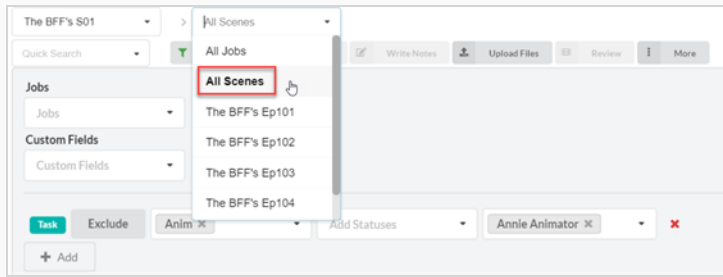 The BFF's S01 > All Scenes
Quick Search T Write Notes Upload Files Review More
All Jobs
Jobs
All Scenes
Jobs
The BFF's Ep101
Custom Fields
The BFF's Ep102
Custom Fields
The BFF's Ep103
The BFF's Ep104
Task Exclude Anim × Add Statuses Annie Animator ×
+ Add